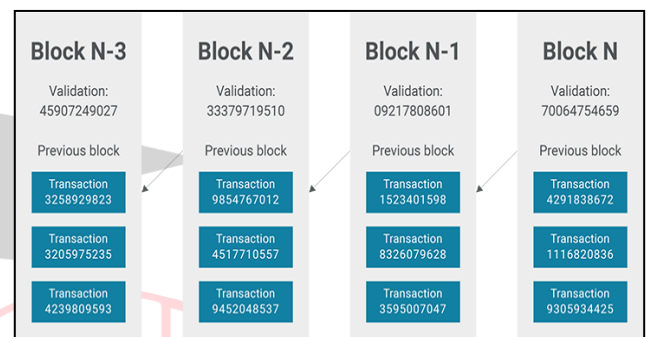 Block N-3
Validation:
45907249027
Previous block
Transaction
3258929823
Transaction
3205975235
Transaction
4239809593
Block N-2
Validation:
33379719510
Previous block
Transaction
9854767012
Transaction
4517710557
Transaction
9452048537
Block N-1
Validation:
09217808601
Previous block
Transaction
1523401598
Transaction
8326079628
Transaction
3595007047
Block N
Validation:
70064754659
Previous block
Transaction
4291838672
Transaction
1116820836
Transaction
9305934425